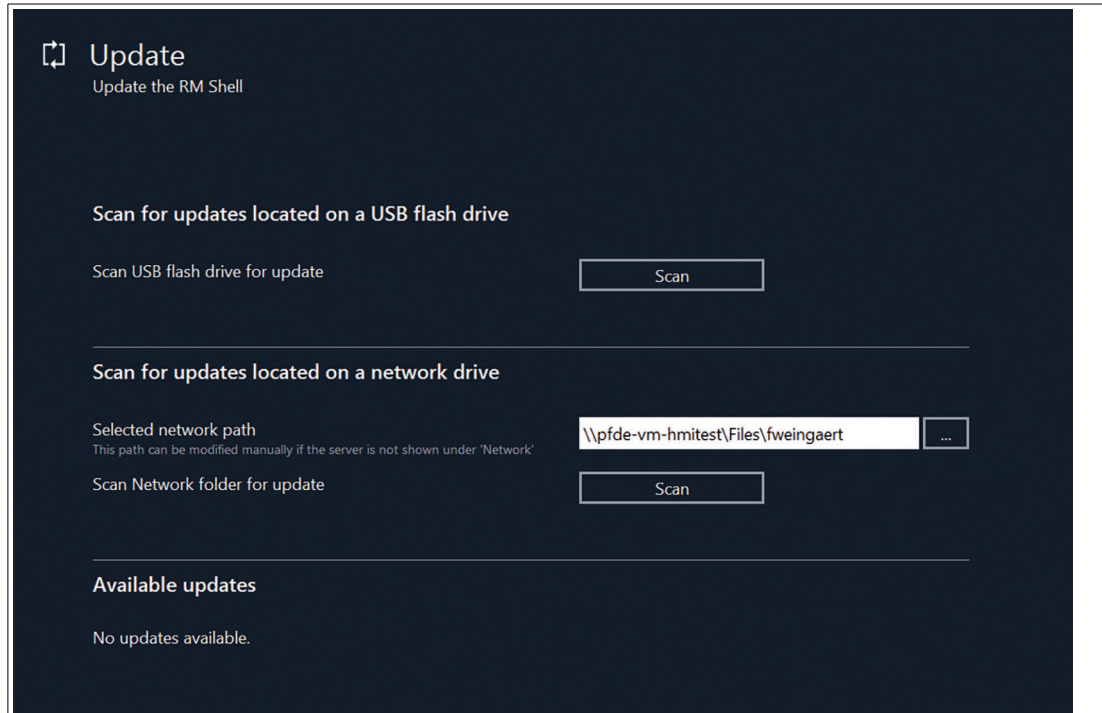 Update
Update the RM Shell
Scan for updates located on a USB flash drive
Scan USB flash drive for update
Scan
Scan for updates located on a network drive
Selected network path
\\pfde-vm-hmitest\Files\fweingaert
...
This path can be modified manually if the server is not shown under 'Network'
Scan Network folder for update
Scan
Available updates
No updates available.